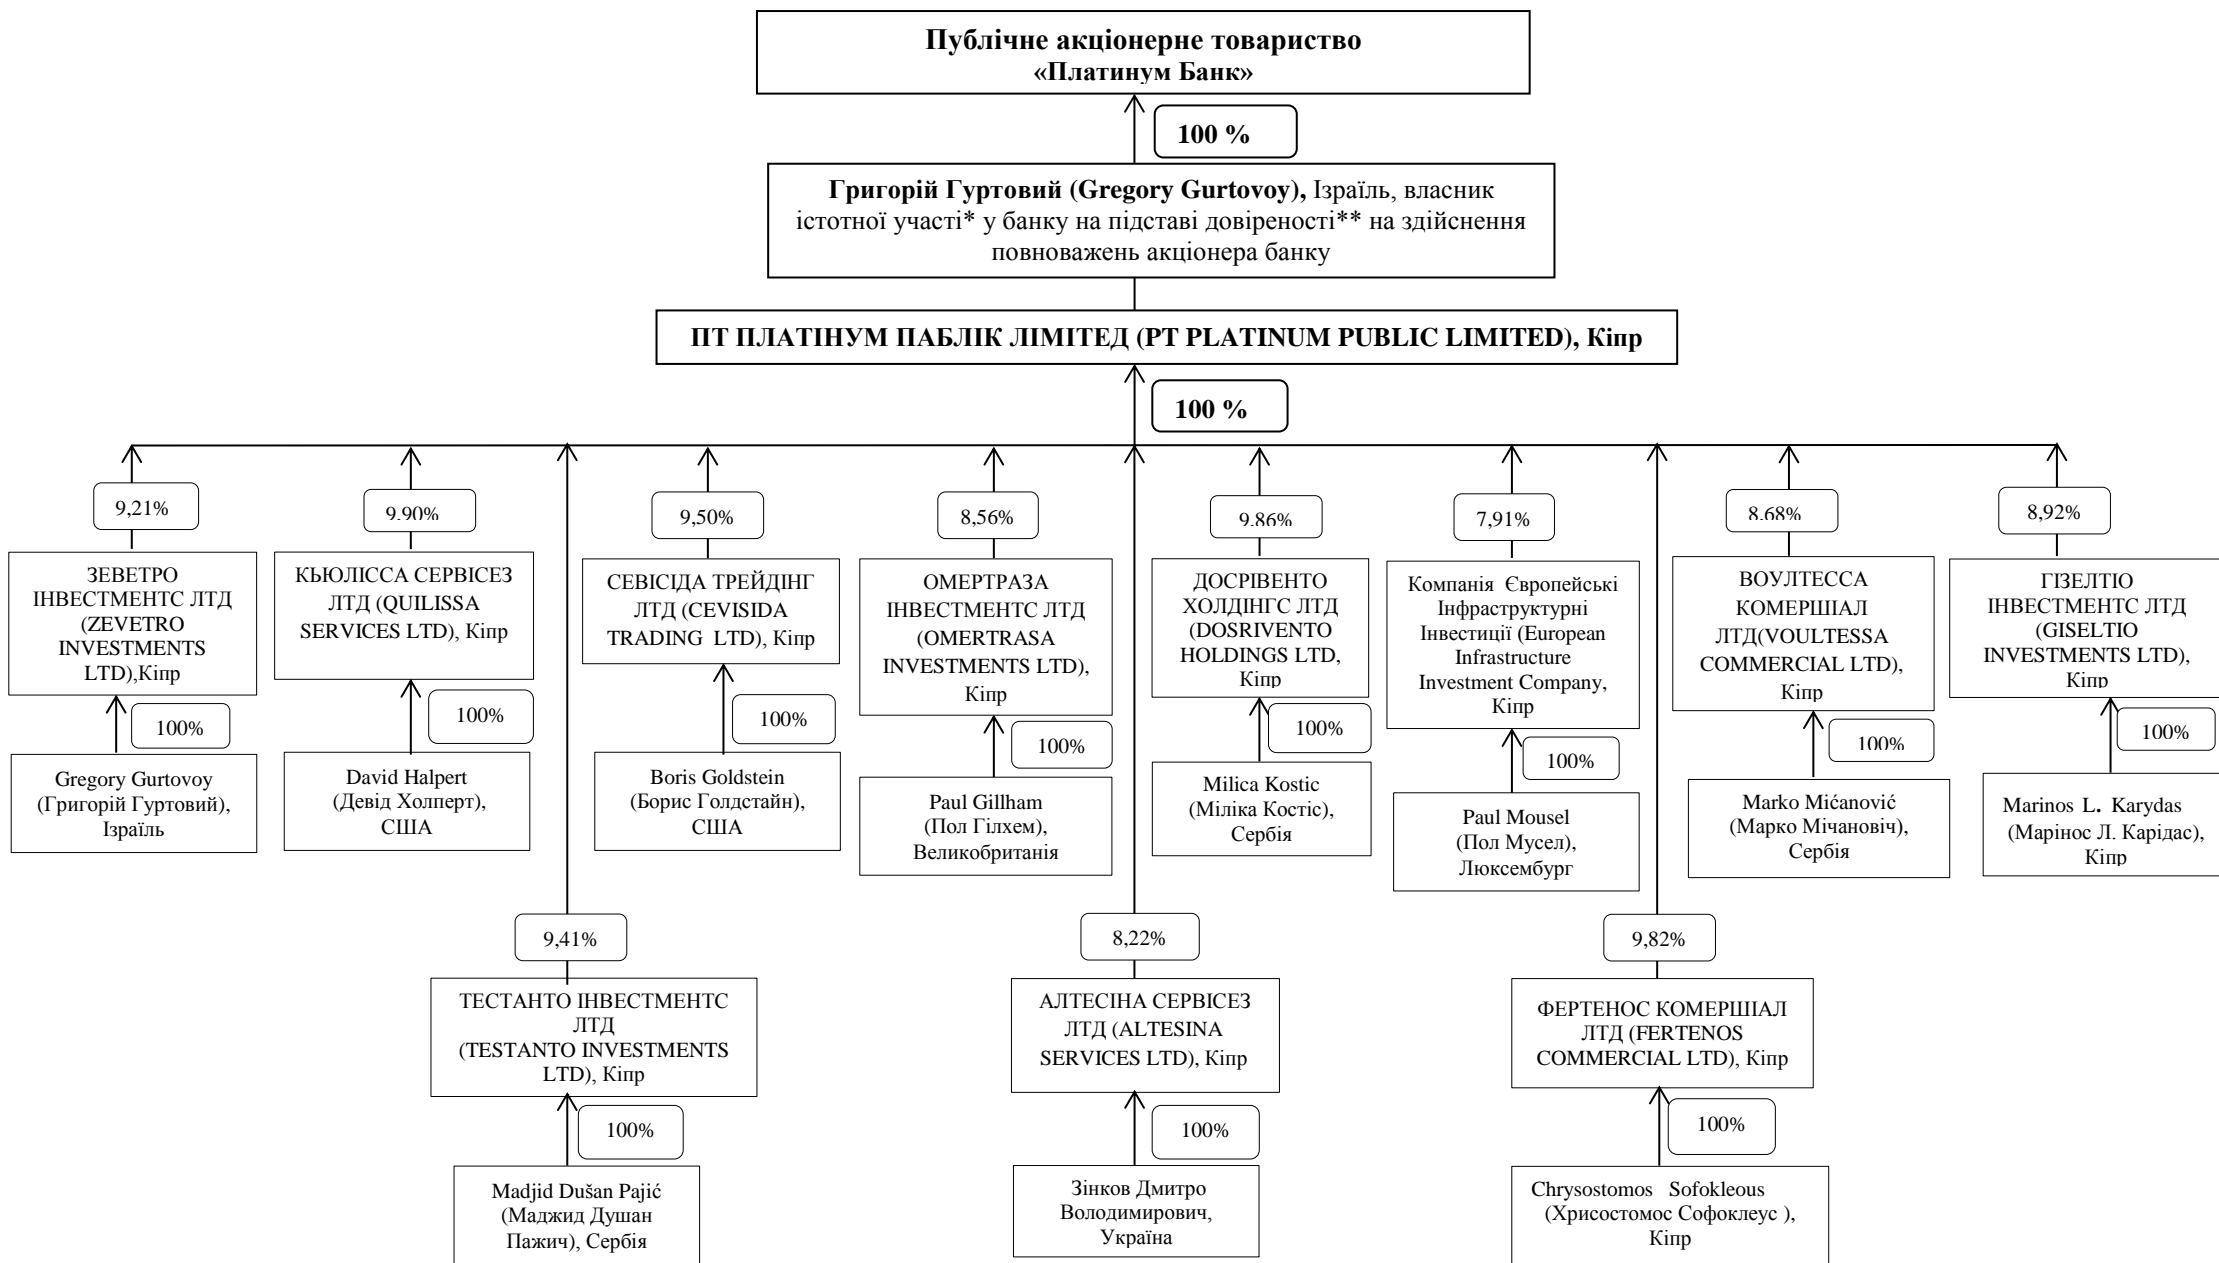 Публічне акціонерне товариство
«Платинум Банк»
100 %
Григорій Гуртовий (Gregory Gurtovoy), Ізраїль, власник
істотної участі* у банку на підставі довіреності** на здійснення
повноважень акціонера банку
ПТ ПЛАТІНУМ ПАБЛІК ЛІМІТЕД (PT PLATINUM PUBLIC LIMITED), Кіпр
100 %
9,21%
9,90%
9,50%
8,56%
9,86%
7,91%
8,68%
8,92%
ЗЕВЕТРО
ІНВЕСТМЕНТС ЛТД
(ZEVETRO
INVESTMENTS
LTD),Кіпр
КЬЮЛІССА СЕРВІСЕЗ
ЛТД (QUILISSA
SERVICES LTD), Кіпр
СЕВІСІДА ТРЕЙДІНГ
ЛТД (CEVISIDA
TRADING LTD), Кіпр
ОМЕРТРАЗА
ІНВЕСТМЕНТС ЛТД
(OMERTRASA
INVESTMENTS LTD),
Кіпр
ДОСРІВЕНТО
ХОЛДІНГС ЛТД
(DOSRIVENTO
HOLDINGS LTD,
Кіпр
Компанія Європейські
Інфраструктурні
Інвестиції (European
Infrastructure
Investment Company,
Кіпр
ВОУЛТЕССА
КОМЕРШІАЛ
ЛТД(VOULTESSA
COMMERCIAL LTD),
Кіпр
ГІЗЕЛТІО
ІНВЕСТМЕНТС ЛТД
(GISELTIO
INVESTMENTS LTD),
Кіпр
100%
100%
100%
100%
100%
100%
100%
100%
Gregory Gurtovoy
(Григорій Гуртовий),
Ізраїль
David Halpert
(Девід Холперт),
США
Boris Goldstein
(Борис Голдстайн),
США
Paul Gillham
(Пол Гілхем),
Великобританія
Milica Kostic
(Міліка Костіс),
Сербія
Paul Mousel
(Пол Мусел),
Люксембург
Marko Mićanović
(Марко Мічановіч),
Сербія
Marinos L. Karydas
(Марінос Л. Карідас),
Кіпр
9,41%
8,22%
9,82%
ТЕСТАНТО ІНВЕСТМЕНТС
ЛТД
(TESTANTO INVESTMENTS
LTD), Кіпр
АЛТЕСІНА СЕРВІСЕЗ
ЛТД (ALTESINA
SERVICES LTD), Кіпр
ФЕРТЕНОС КОМЕРШІАЛ
ЛТД (FERTENOS
COMMERCIAL LTD), Кіпр
100%
100%
100%
Madjid Dušan Pajić
(Маджид Душан
Пажич), Сербія
Зінков Дмитро
Володимирович,
Україна
Chrysostomos Sofokleous
(Хрисостомос Софоклеус ),
Кіпр